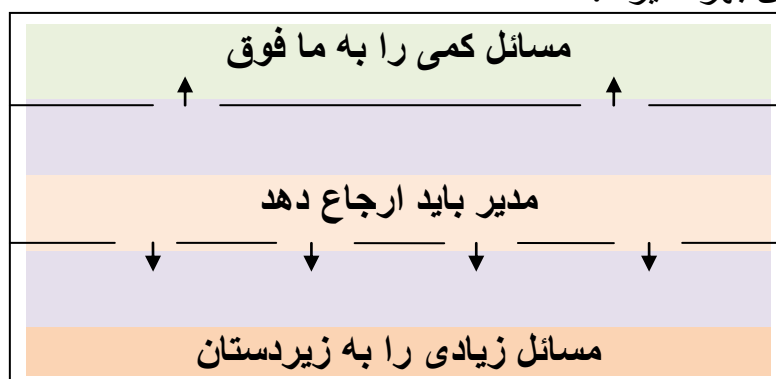 مسائل کمی را به ما فوق
مدیر باید ارجاع دهد
مسائل زیادی را به زیردستان